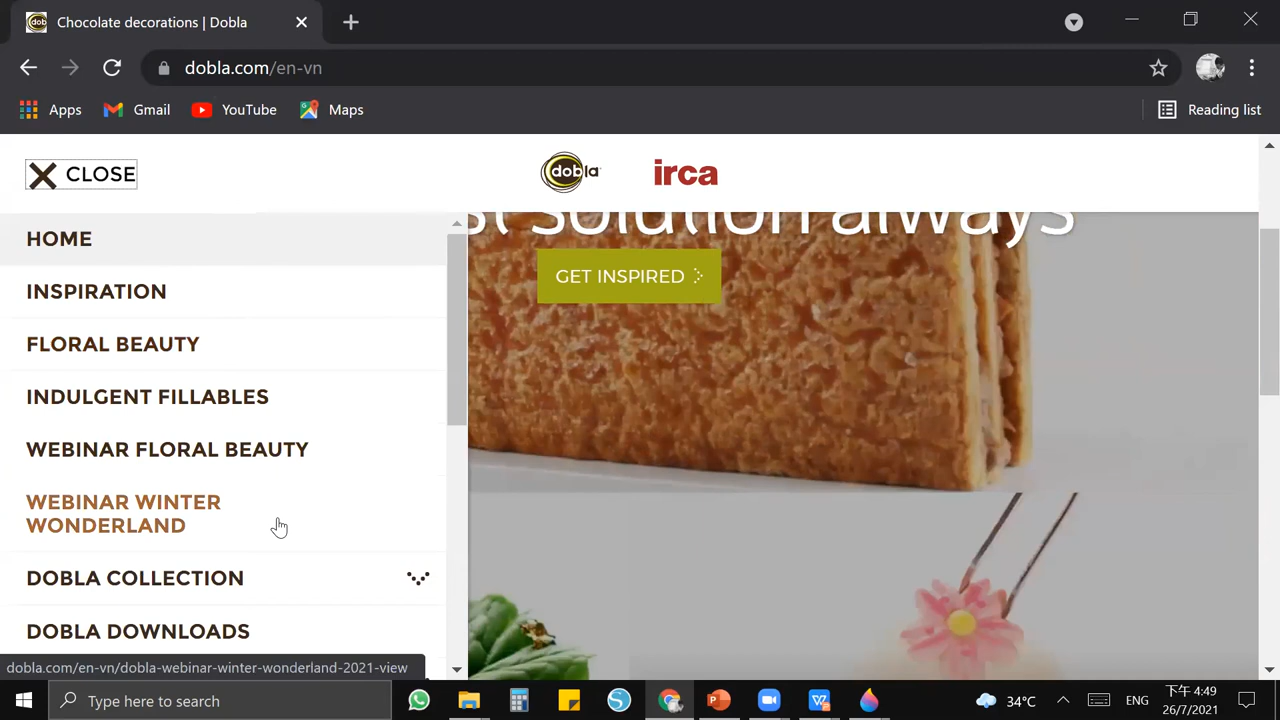 Chocolate decorations | Dobla
dobla.com/en-vn
Apps Gmail YouTube Maps Reading list
CLOSE dobla irca
HOME
INSPIRATION
FLORAL BEAUTY
INDULGENT FILLABLES
WEBINAR FLORAL BEAUTY
WEBINAR WINTER
WONDERLAND
DOBLA COLLECTION
DOBLA DOWNLOADS
st solution always
GET INSPIRED
dobla.com/en-vn/dobla-webinar-winter-wonderland-2021-view
Type here to search
34°C ENG
下午 4:49
26/7/2021